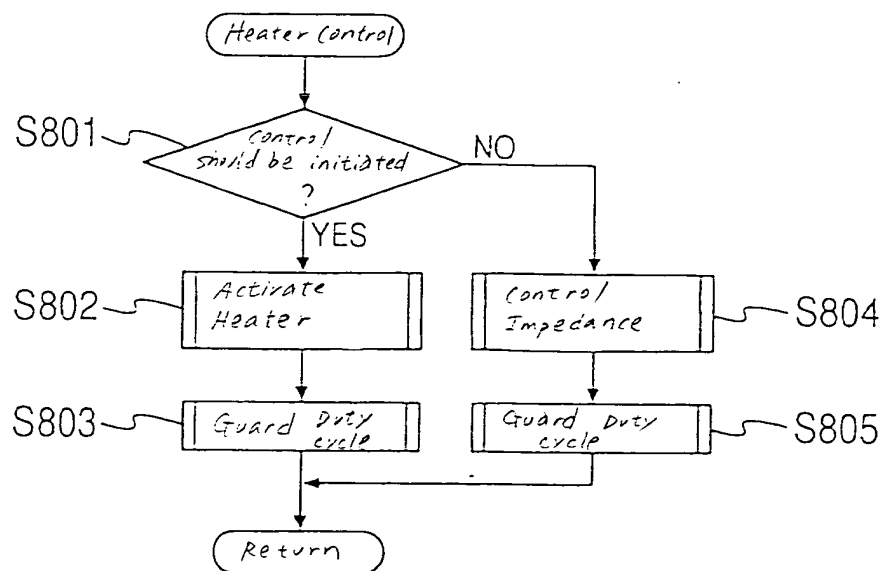 Heater Control
S801
Control
should be initiated
?
NO
YES
S802
Activate
Heater
Control
Impedance
S804
S803
Guard Duty
cycle
Guard Duty
cycle
S805
Return